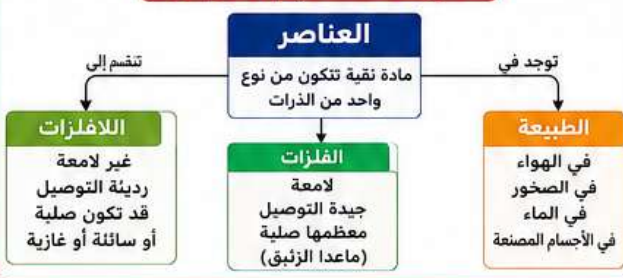 العناصر
مادة نقية تتكون من نوع
واحد من الذرات
توجد في
تنقسم إلى
الطبيعة
في الهواء
في الصخور
في الماء
في الأجسام المصنعة
الفلزات
لامعة
جيدة التوصيل
معظمها صلبة
(ماعدا الزئبق)
اللافلزات
غير لامعة
رديئة التوصيل
قد تكون صلبة
أو سائلة أو غازية